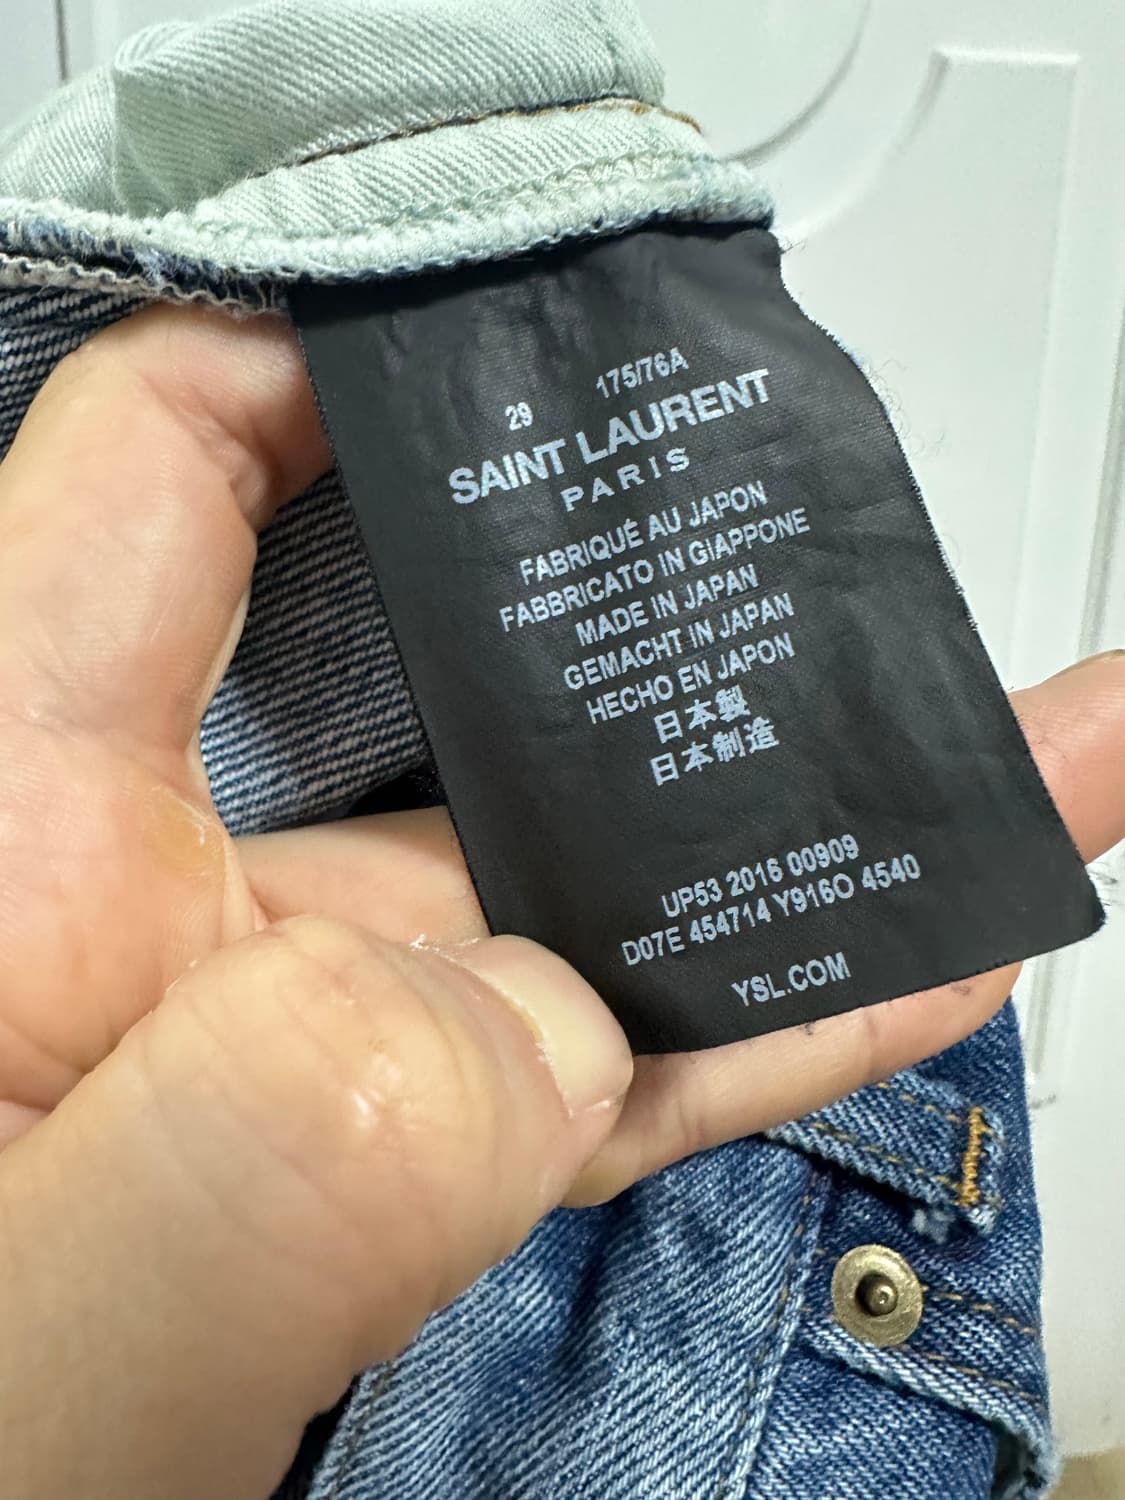 29 175/76A
SAINT LAURENT
PARIS
FABRIQUÉ AU JAPON
FABBRICATO IN GIAPPONE
MADE IN JAPAN
GEMACHT IN JAPAN
HECHO EN JAPON
日本製
日本制造
UP53 2016 00909
D07E 454714 Y916O 4540
YSL.COM